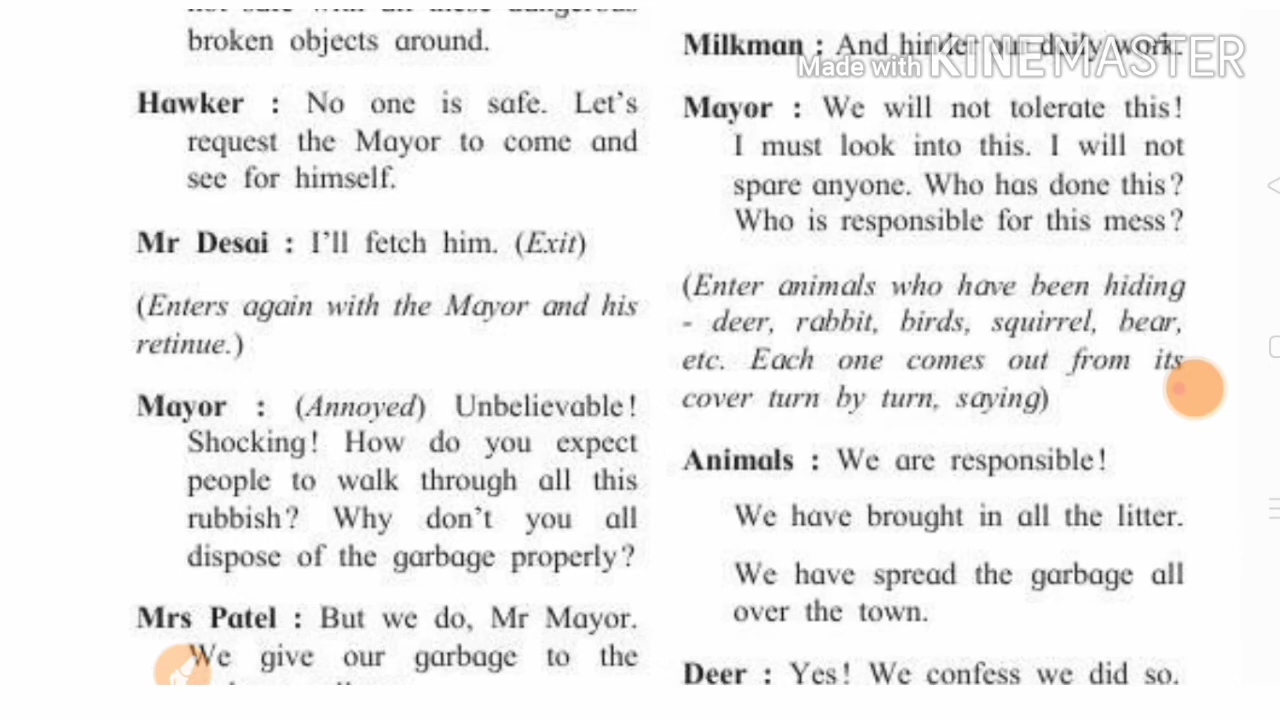 broken objects around.
Hawker : No one is safe. Let's
request the Mayor to come and
see for himself.
Mr Desai : I'll fetch him. (Exit)
(Enters again with the Mayor and his
retinue.)
Mayor : (Annoyed) Unbelievable!
Shocking! How do you expect
people to walk through all this
rubbish? Why don't you all
dispose of the garbage properly?
Mrs Patel : But we do, Mr Mayor.
We give our garbage to the
Milkman : And hinder our daily work.
Made with KINEMASTER
Mayor : We will not tolerate this!
I must look into this. I will not
spare anyone. Who has done this?
Who is responsible for this mess?
(Enter animals who have been hiding
- deer, rabbit, birds, squirrel, bear,
etc. Each one comes out from its
cover turn by turn, saying)
Animals : We are responsible!
We have brought in all the litter.
We have spread the garbage all
over the town.
Deer : Yes! We confess we did so.